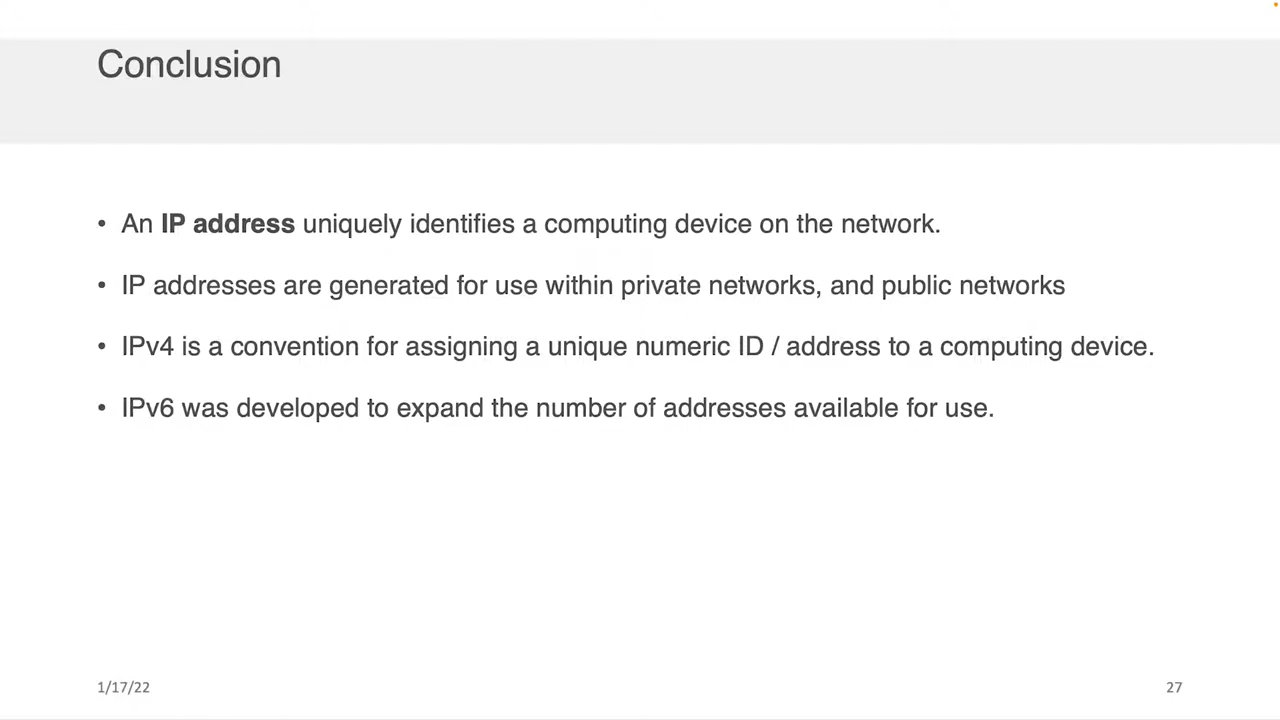 Conclusion
• An IP address uniquely identifies a computing device on the network.
• IP addresses are generated for use within private networks, and public networks
• IPv4 is a convention for assigning a unique numeric ID / address to a computing device.
• IPv6 was developed to expand the number of addresses available for use.
1/17/22
27